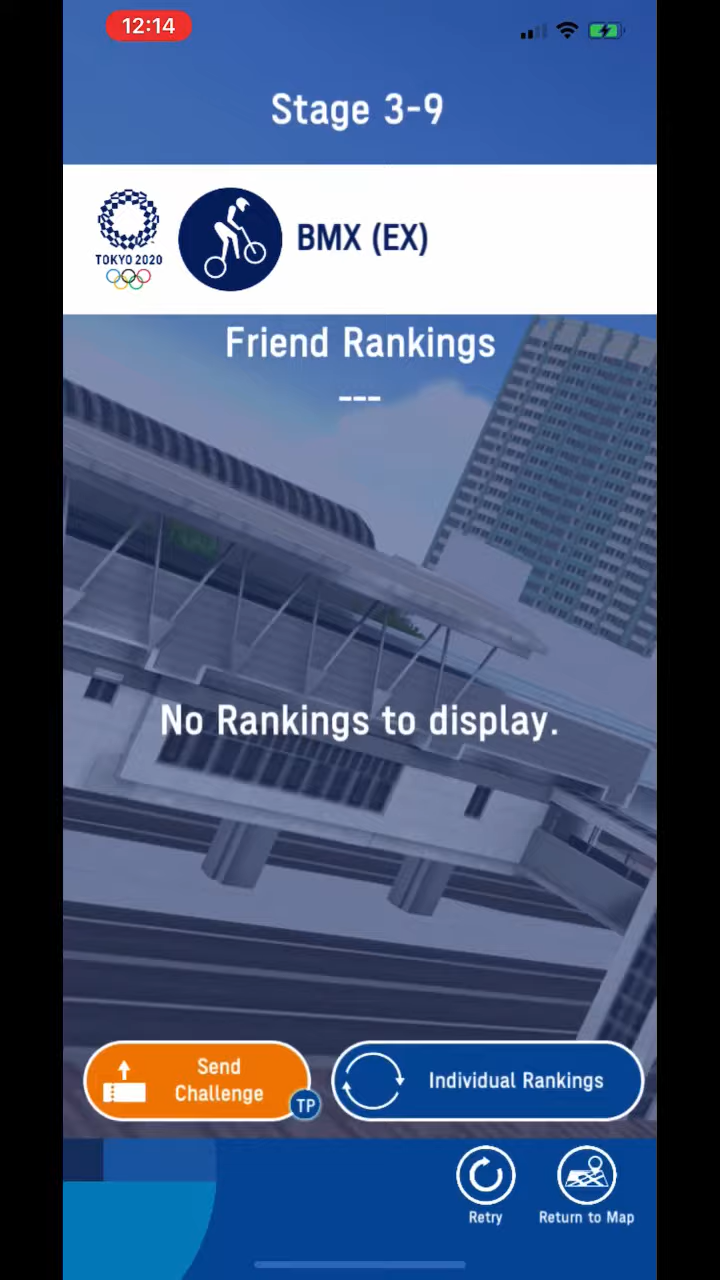 12:14
Stage 3-9
TOKYO 2020
BMX (EX)
Friend Rankings
---
No Rankings to display.
Send
Challenge
TP
Individual Rankings
Retry
Return to Map